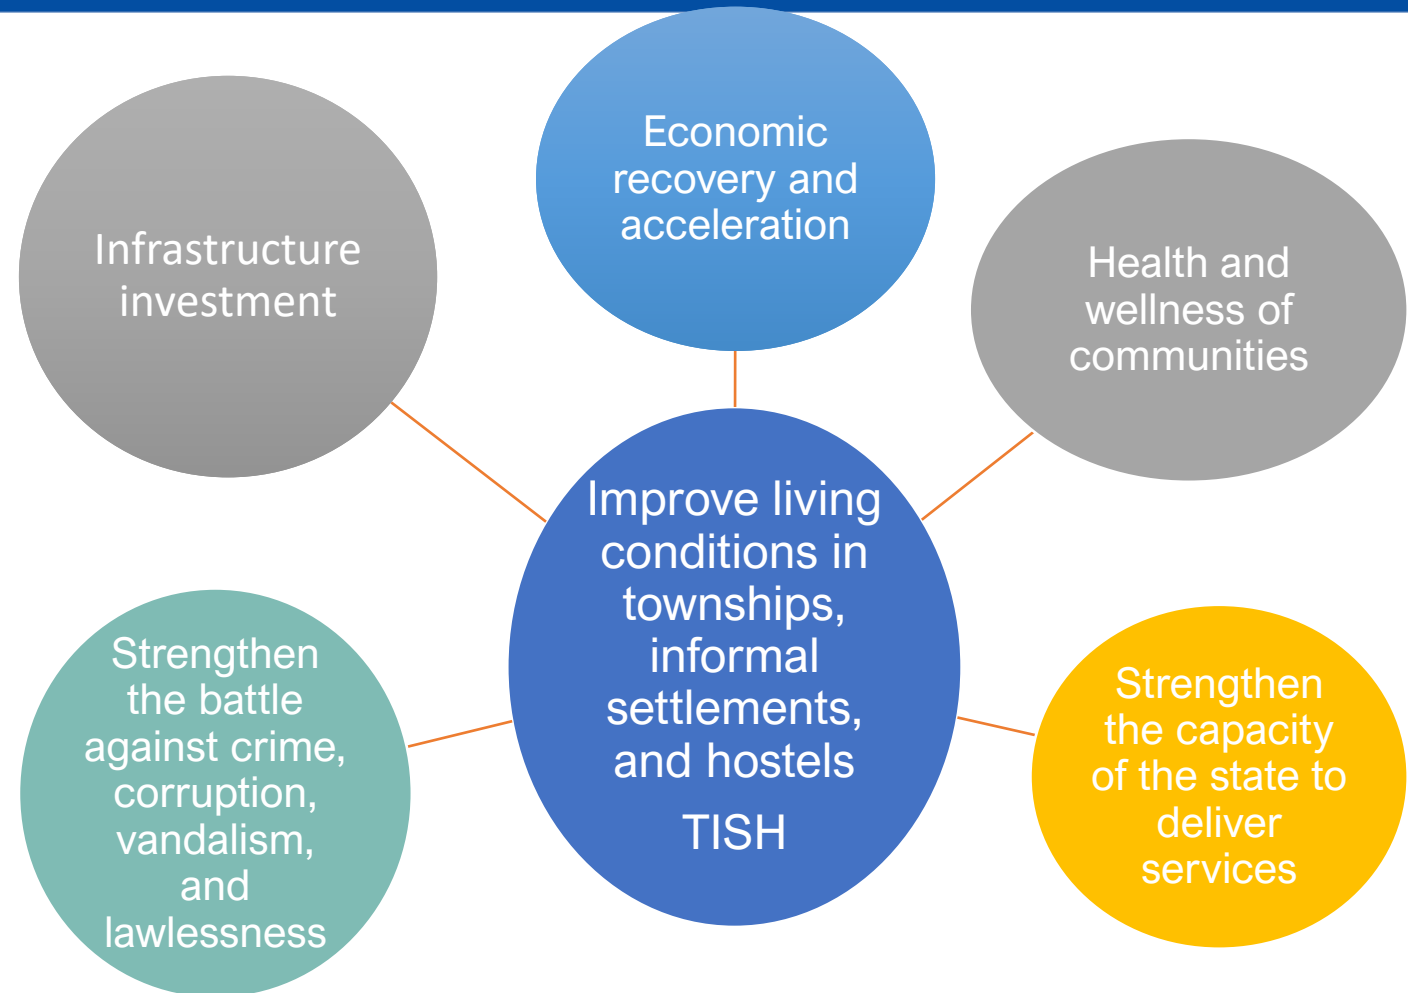 Economic
recovery and
acceleration
Infrastructure
investment
Health and
wellness of
communities
Improve living
conditions in
townships,
informal
settlements,
and hostels
TISH
Strengthen
the battle
against crime,
corruption,
vandalism,
and
lawlessness
Strengthen
the capacity
of the state to
deliver
services